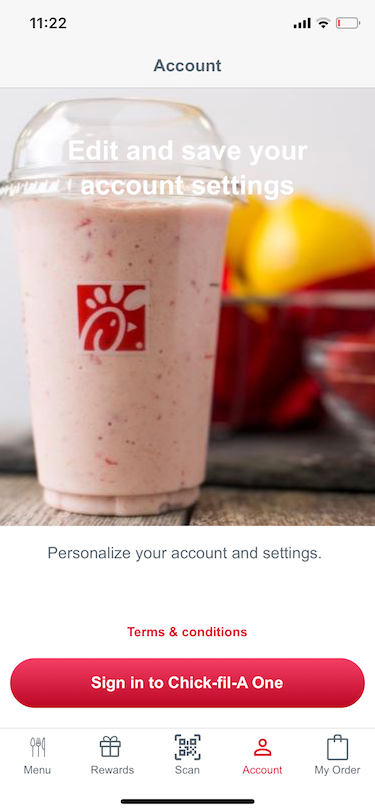 11:22
Account
Edit and save your
account settings
Personalize your account and settings.
Terms & conditions
Sign in to Chick-fil-A One
Menu
Rewards
Scan
Account
My Order